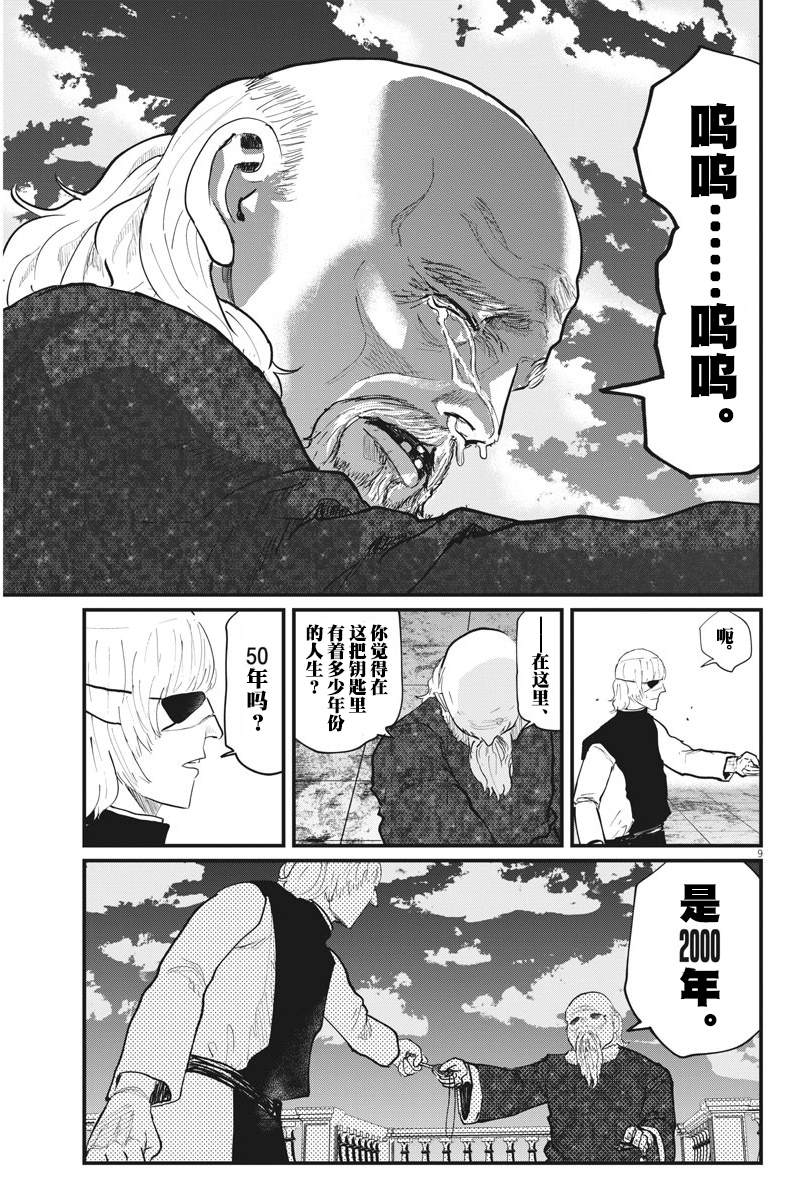 呜呜……呜呜。
呃。
——在这里、
你觉得在
这把钥匙里
有着多少年份
的人生？
50
年吗？
9
是
2000
年。